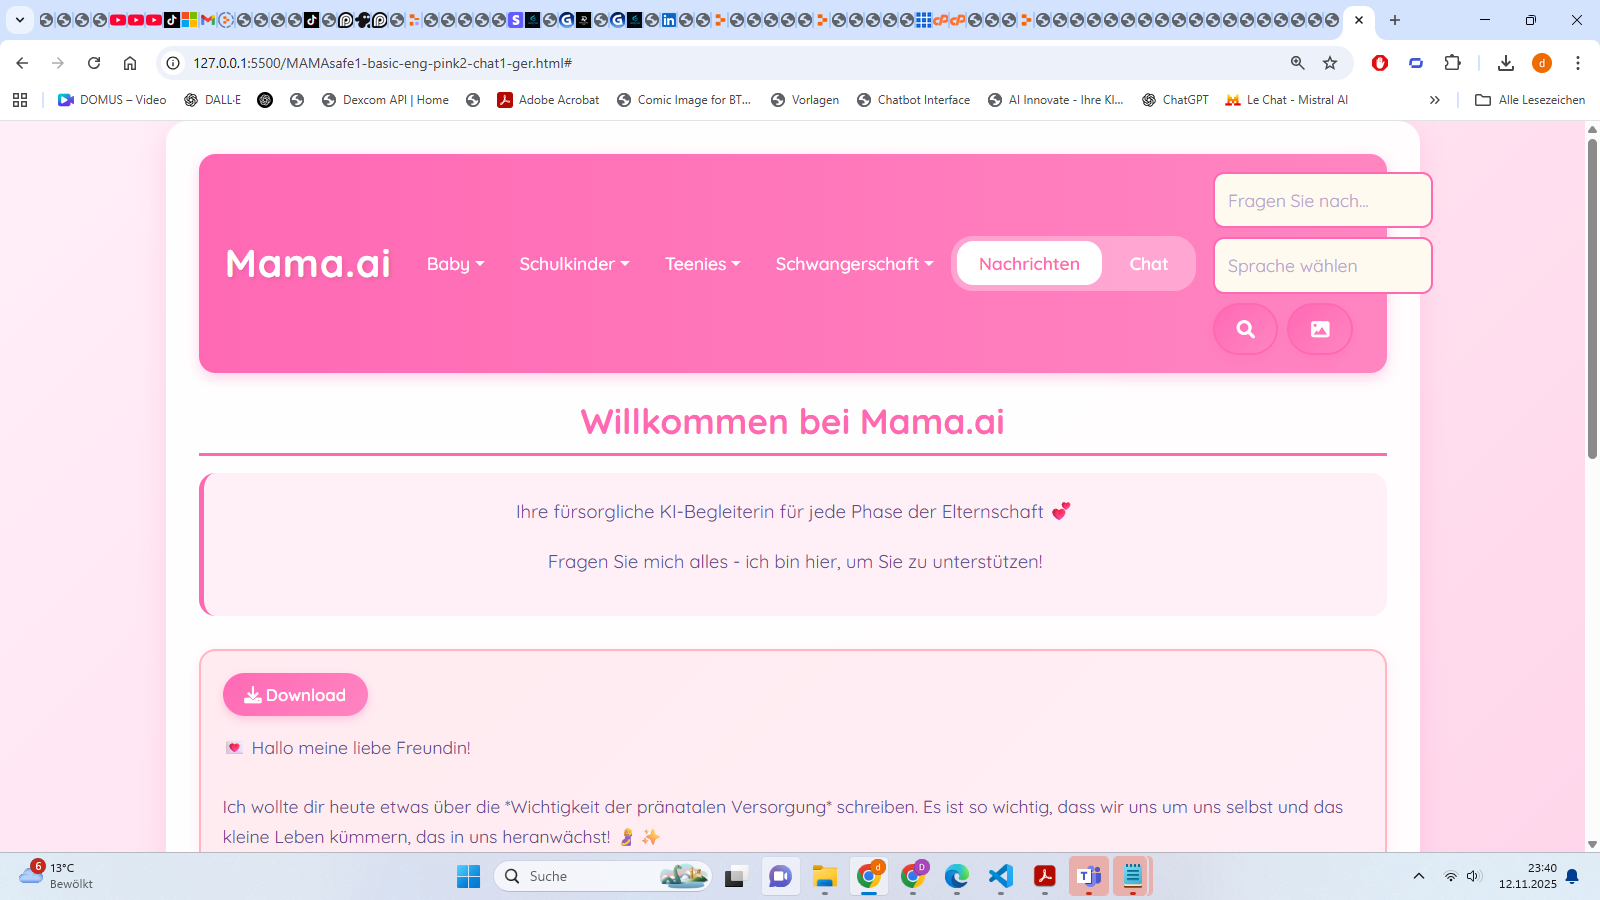 127.0.0.1:5500/MAMAsafe1-basic-eng-pink2-chat1-ger.html#
d
DOMUS – Video
DALL·E
Dexcom API | Home
Adobe Acrobat
Comic Image for BT...
Vorlagen
Chatbot Interface
AI Innovate - Ihre KI...
ChatGPT
Le Chat - Mistral AI
Alle Lesezeichen
Mama.ai
Baby
Schulkinder
Teenies
Schwangerschaft
Nachrichten
Chat
Fragen Sie nach...
Sprache wählen
Willkommen bei Mama.ai
Ihre fürsorgliche KI-Begleiterin für jede Phase der Elternschaft 💕
Fragen Sie mich alles - ich bin hier, um Sie zu unterstützen!
Download
💌 Hallo meine liebe Freundin!
Ich wollte dir heute etwas über die *Wichtigkeit der pränatalen Versorgung* schreiben. Es ist so wichtig, dass wir uns um uns selbst und das
kleine Leben kümmern, das in uns heranwächst! 🤰✨
6
13°C
Bewölkt
Suche
d
D
23:40
12.11.2025